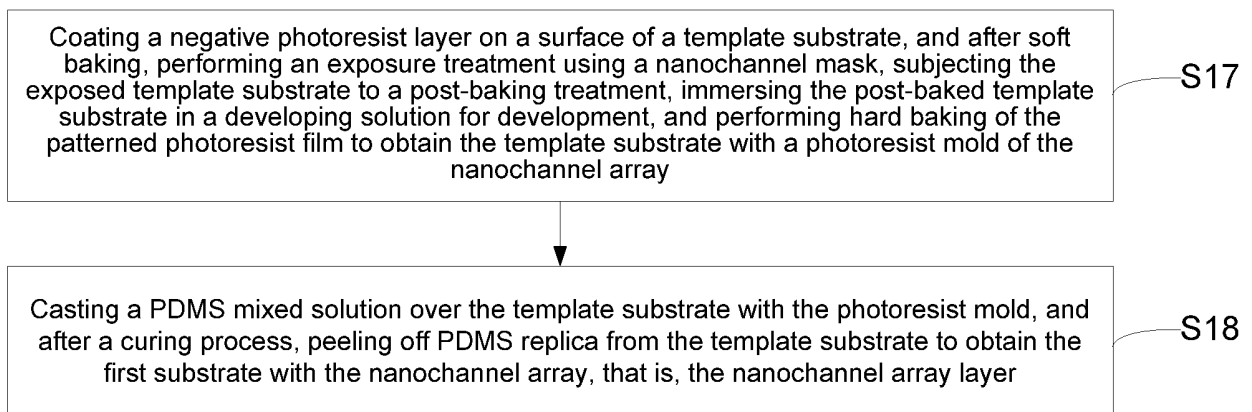 Coating a negative photoresist layer on a surface of a template substrate, and after soft
baking, performing an exposure treatment using a nanochannel mask, subjecting the
exposed template substrate to a post-baking treatment, immersing the post-baked template
substrate in a developing solution for development, and performing hard baking of the
patterned photoresist film to obtain the template substrate with a photoresist mold of the
nanochannel array
S17
Casting a PDMS mixed solution over the template substrate with the photoresist mold, and
after a curing process, peeling off PDMS replica from the template substrate to obtain the
first substrate with the nanochannel array, that is, the nanochannel array layer
S18